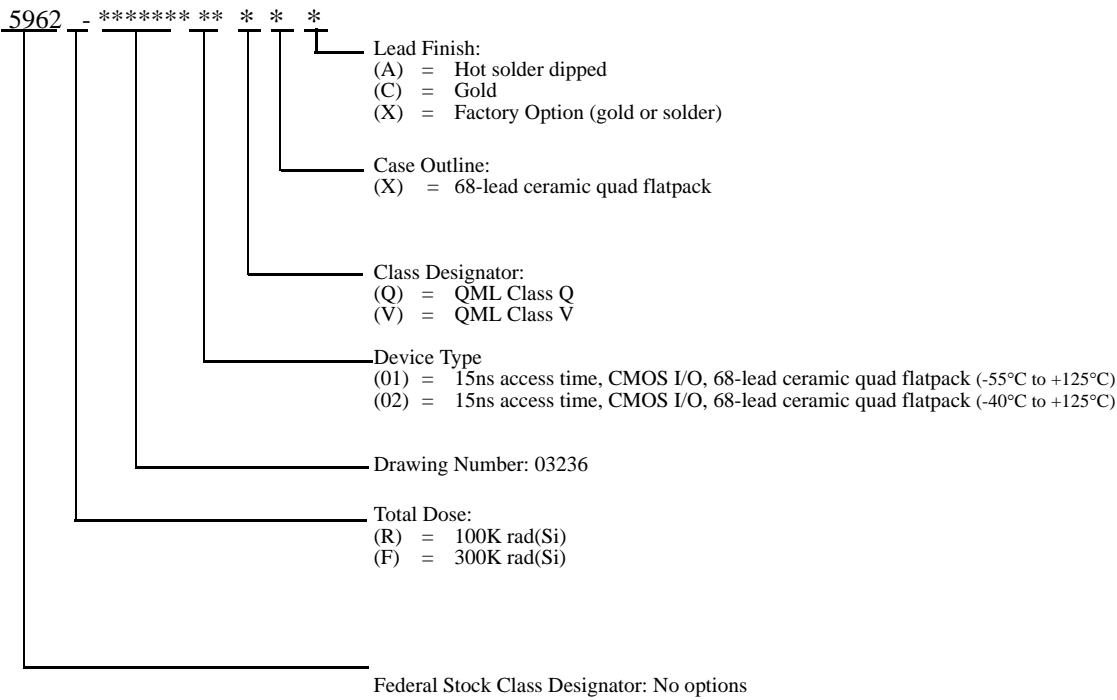 5962 - ******* ** * * *
Lead Finish:
(A) = Hot solder dipped
(C) = Gold
(X) = Factory Option (gold or solder)
Case Outline:
(X) = 68-lead ceramic quad flatpack
Class Designator:
(Q) = QML Class Q
(V) = QML Class V
Device Type
(01) = 15ns access time, CMOS I/O, 68-lead ceramic quad flatpack (-55°C to +125°C)
(02) = 15ns access time, CMOS I/O, 68-lead ceramic quad flatpack (-40°C to +125°C)
Drawing Number: 03236
Total Dose:
(R) = 100K rad(Si)
(F) = 300K rad(Si)
Federal Stock Class Designator: No options